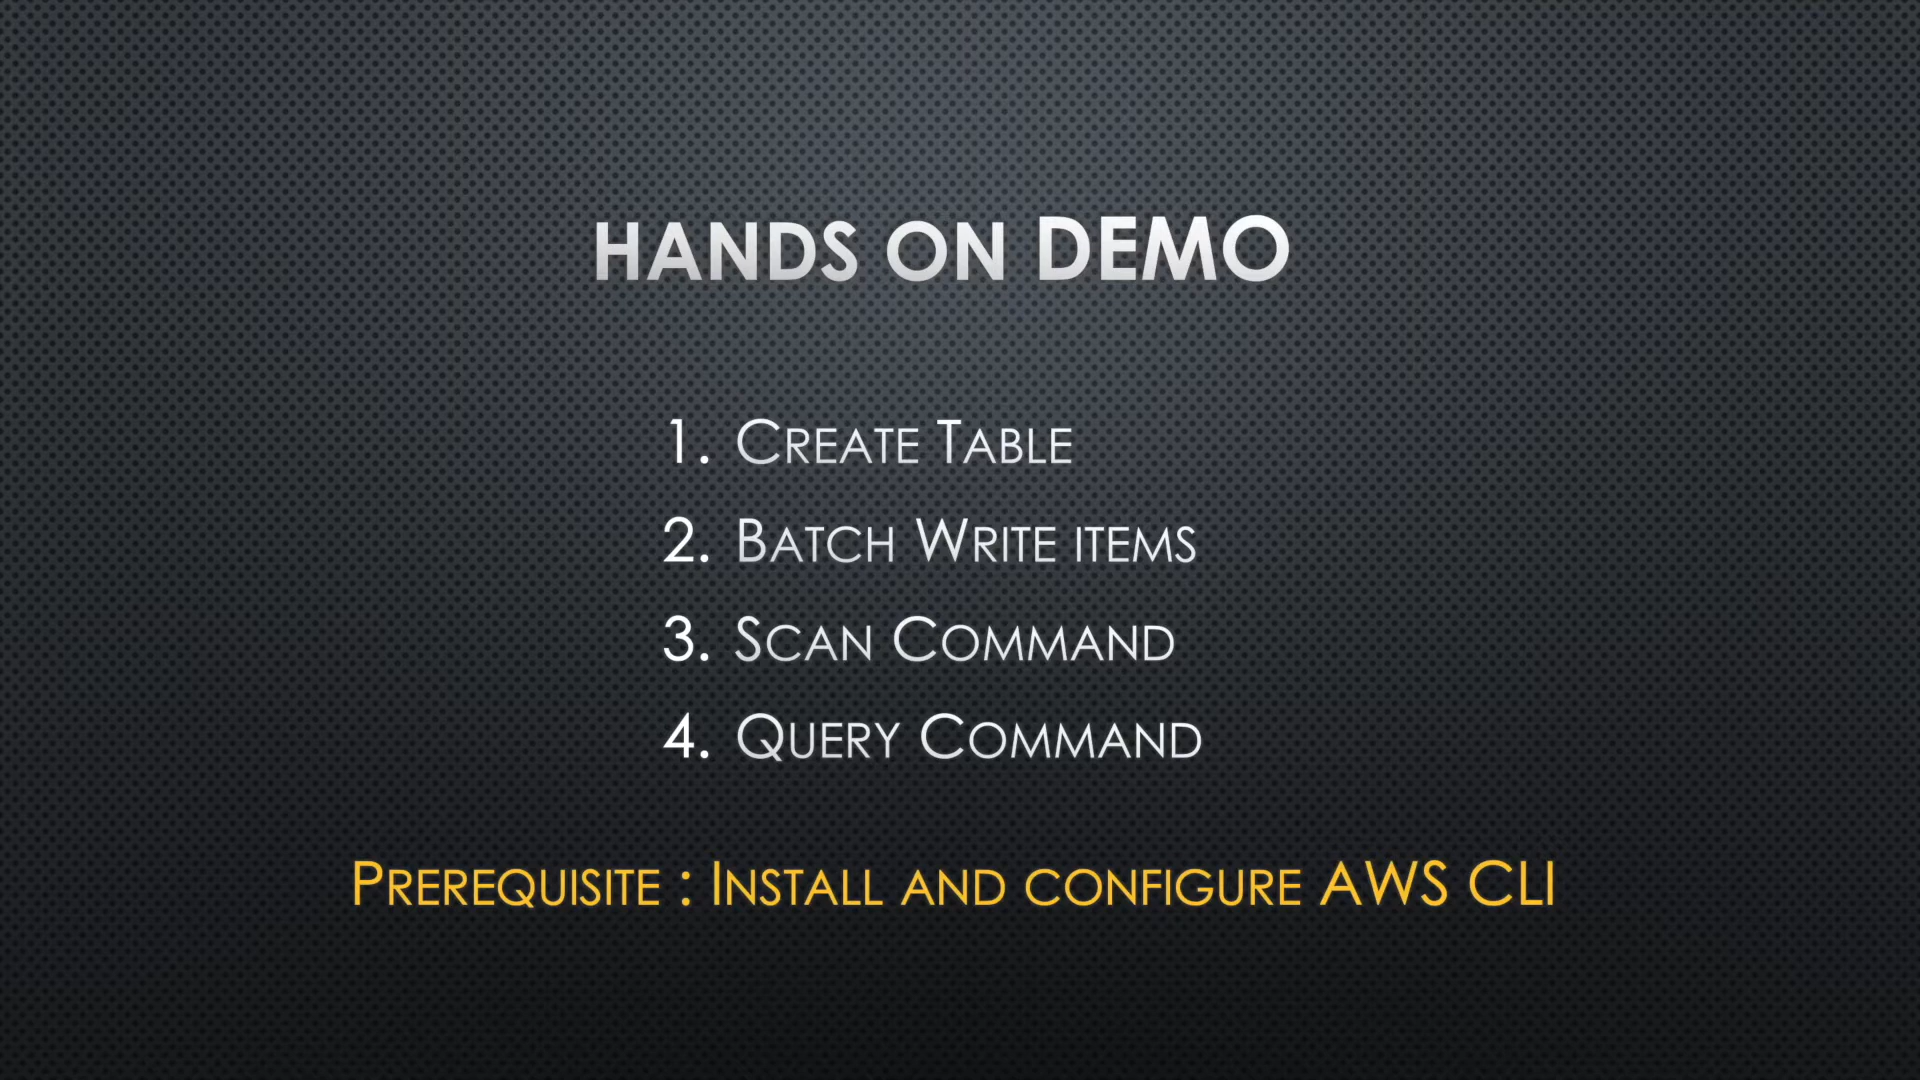 HANDS ON DEMO
1. CREATE TABLE
2. BATCH WRITE ITEMS
3. SCAN COMMAND
4. QUERY COMMAND
PREREQUISITE : INSTALL AND CONFIGURE AWS CLI